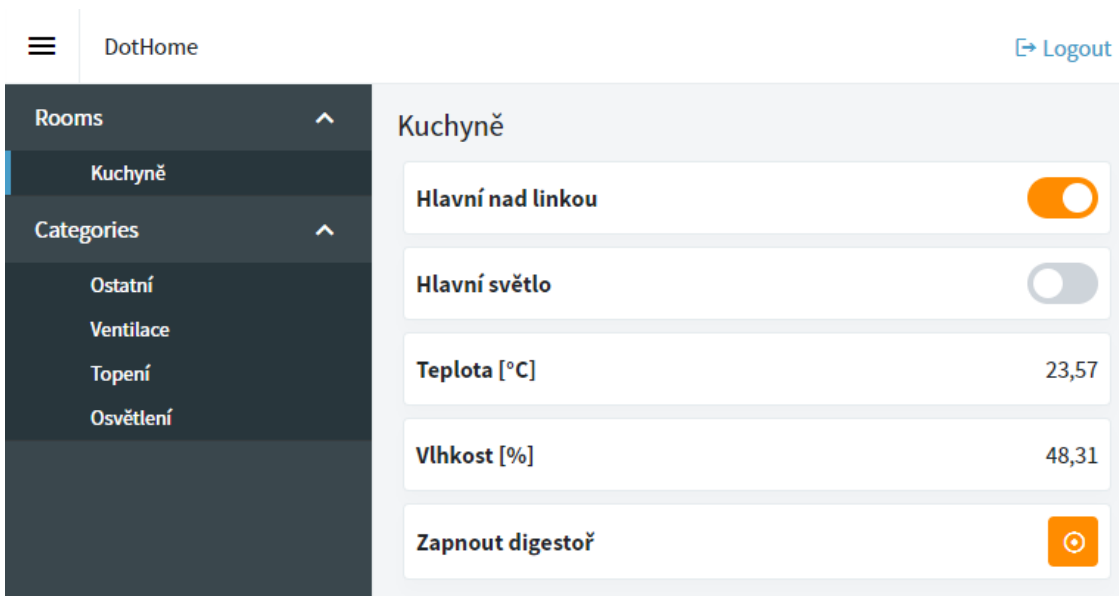 DotHome
Logout
Rooms
Kuchyně
Categories
Ostatní
Ventilace
Topení
Osvětlení
Kuchyně
Hlavní nad linkou
Hlavní světlo
Teplota [°C] 23,57
Vlhkost [%] 48,31
Zapnout digestoř